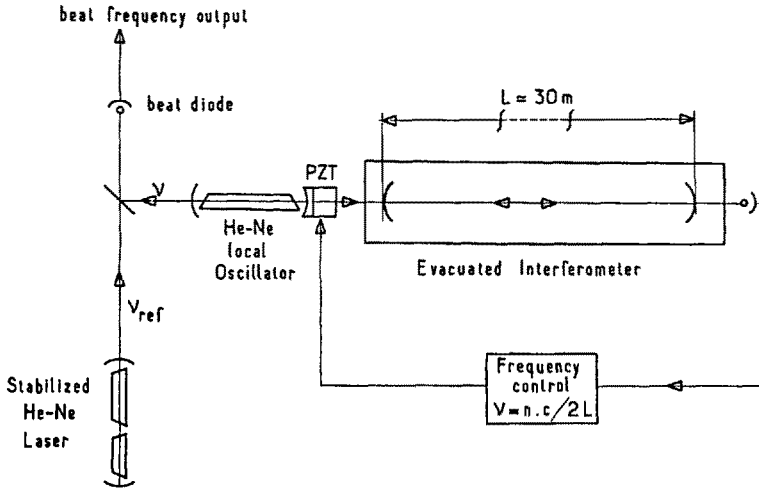 beat frequency output
beat diode
L ≃ 30 m
PZT
ν
He-Ne
local
Oscillator
Evacuated Interferometer
νref
Stabilized
He-Ne
Laser
Frequency
control
ν=n.c/2L